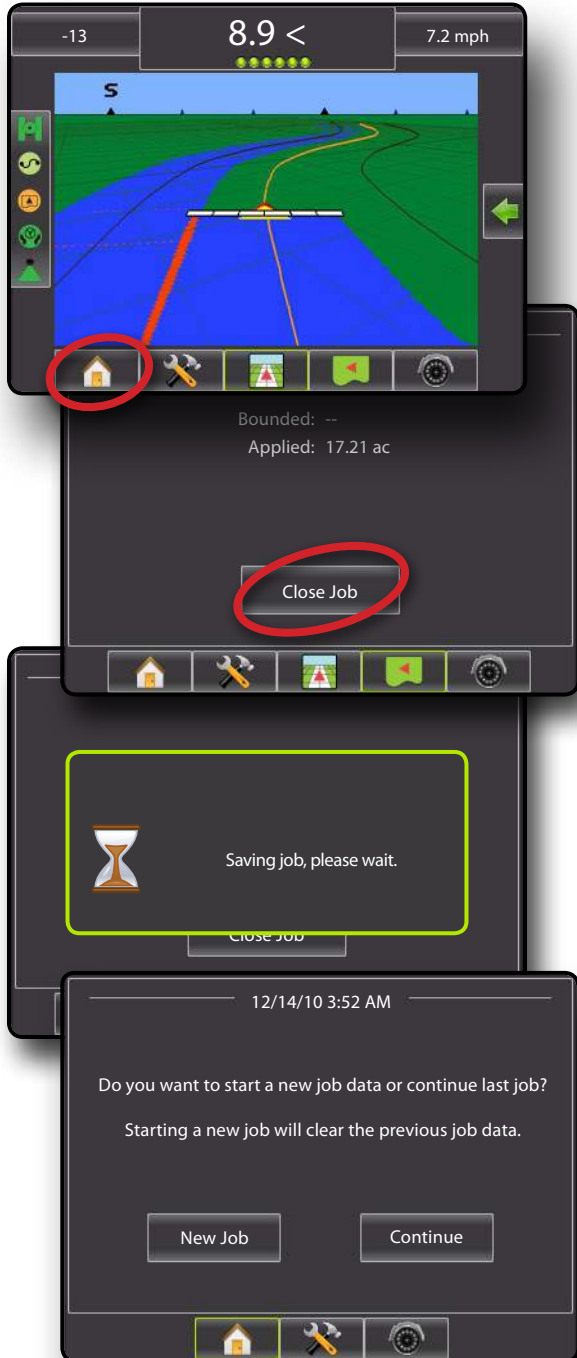 -13
8.9 <
7.2 mph
S
Bounded: --
Applied: 17.21 ac
Close Job
Saving job, please wait.
Close Job
12/14/10 3:52 AM
Do you want to start a new job data or continue last job?
Starting a new job will clear the previous job data.
New Job
Continue